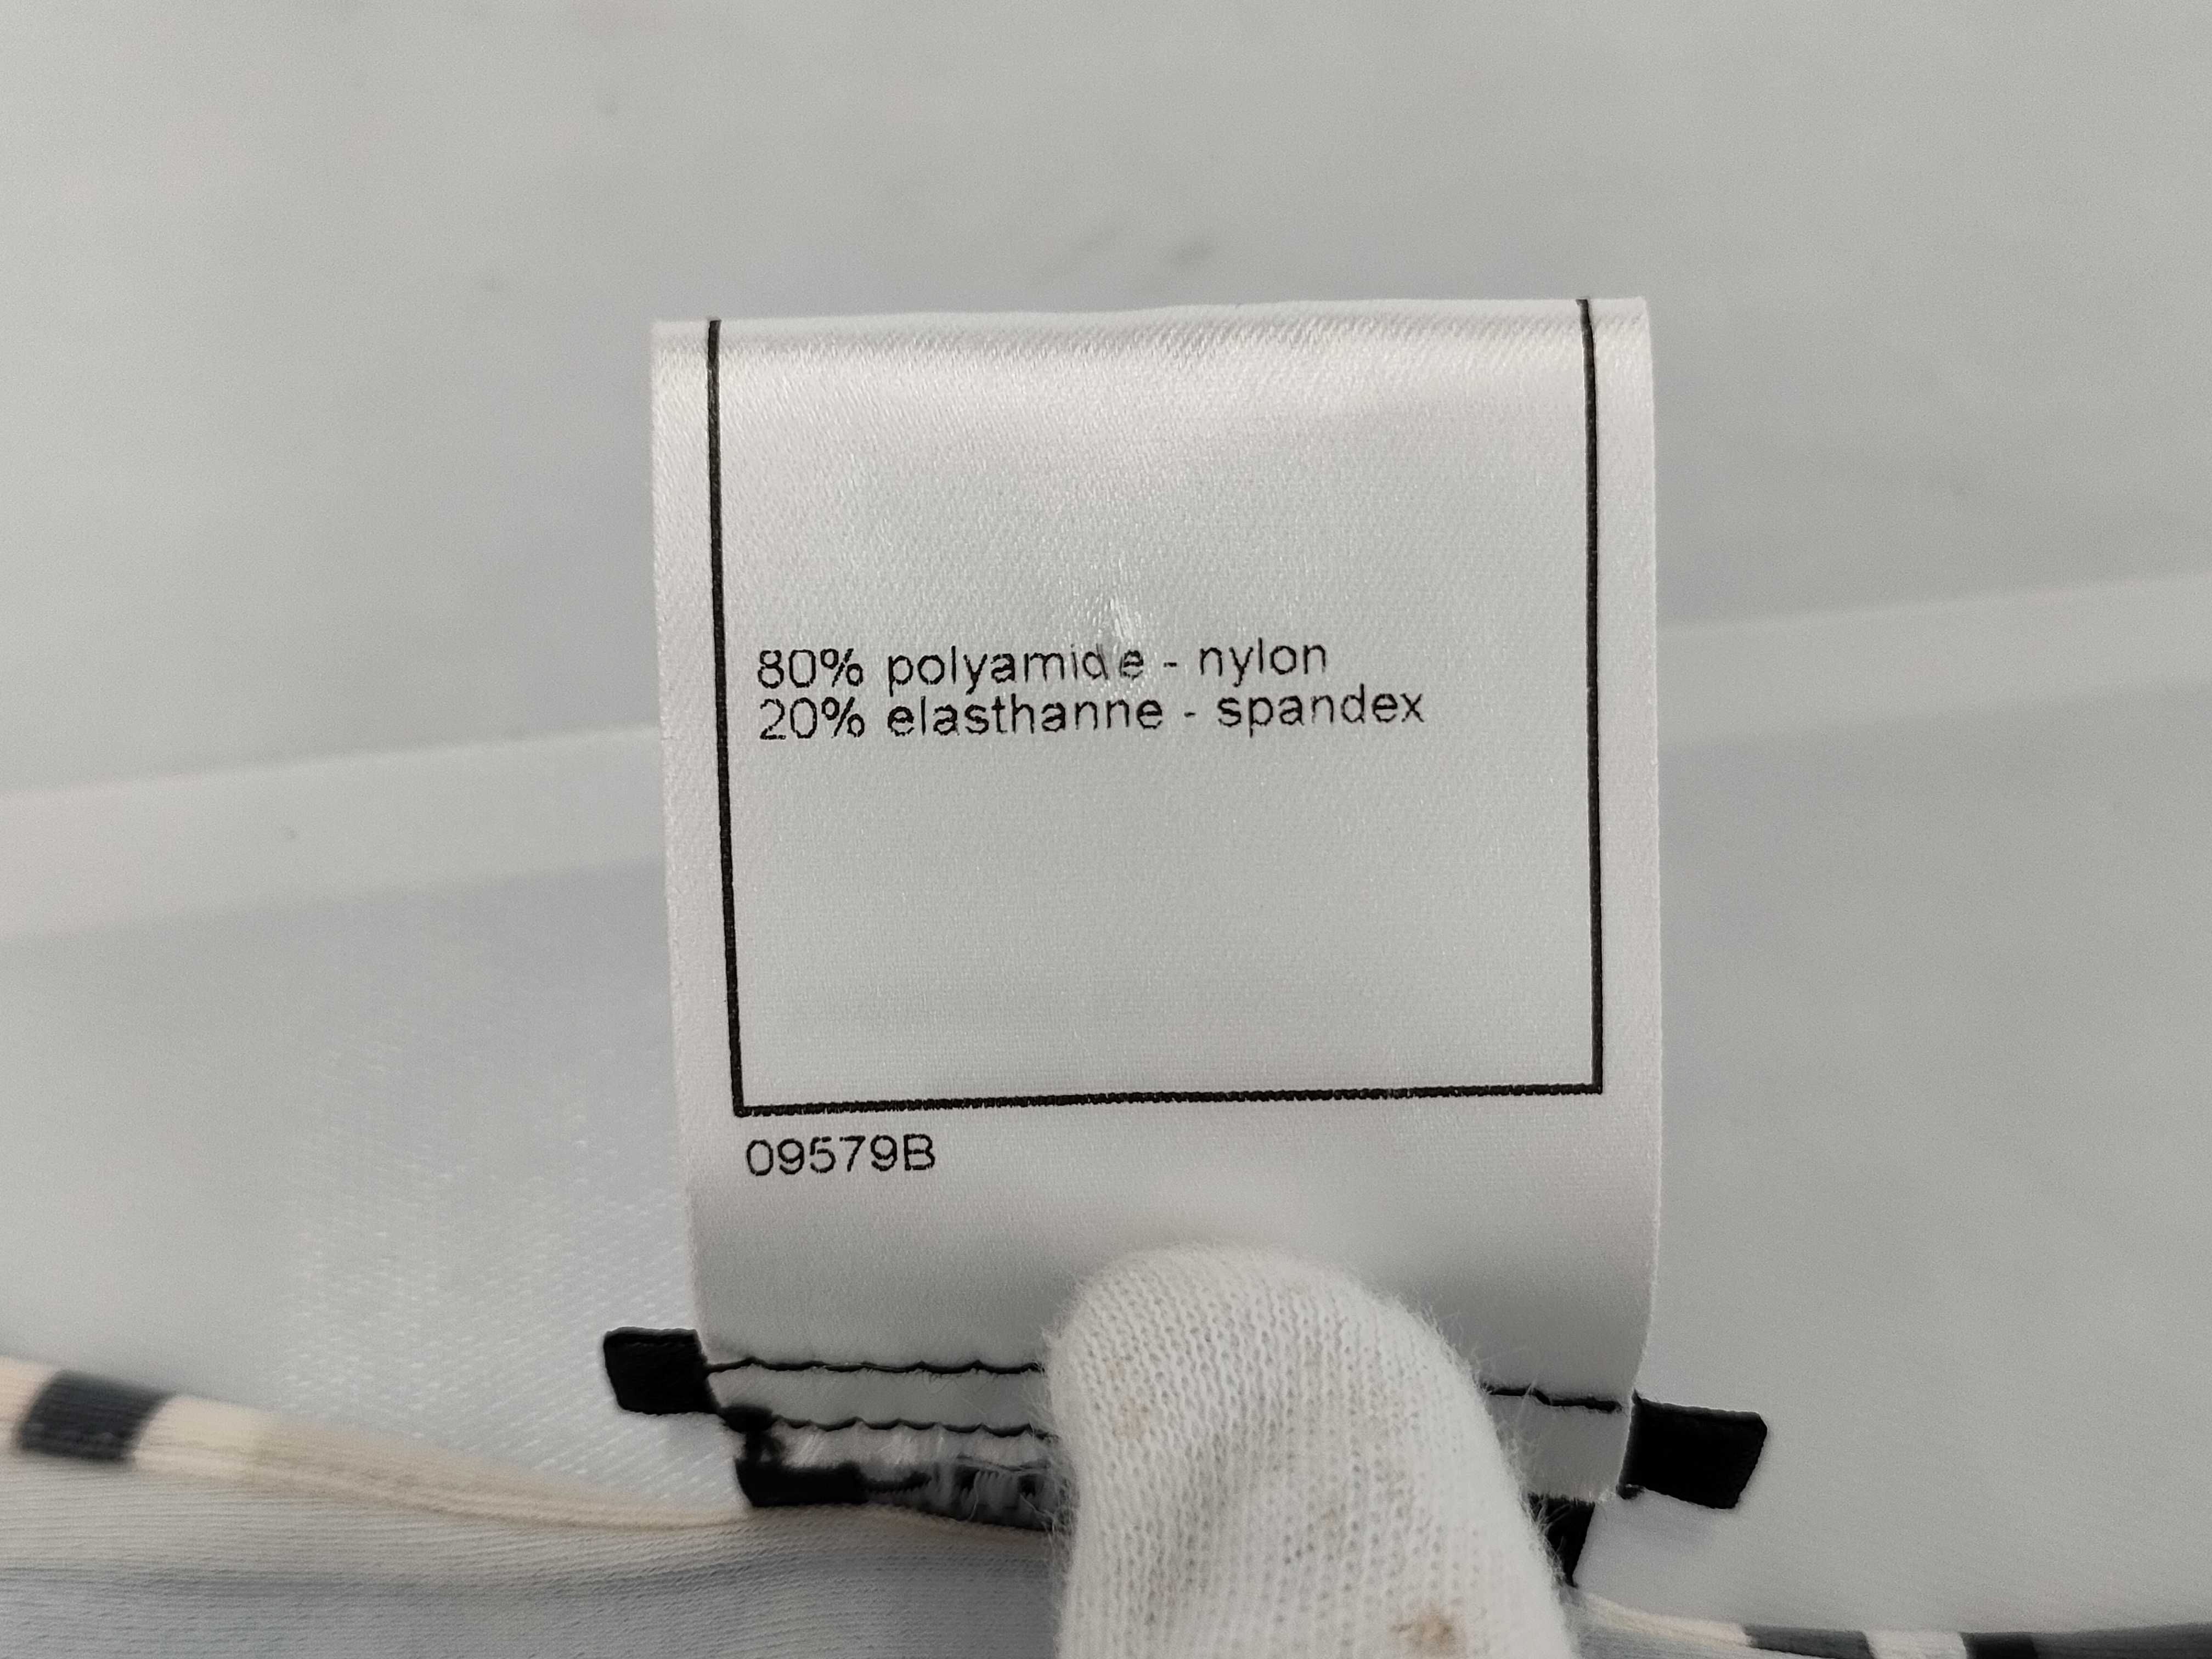 80% polyamide - nylon
20% elasthanne - spandex
09579B